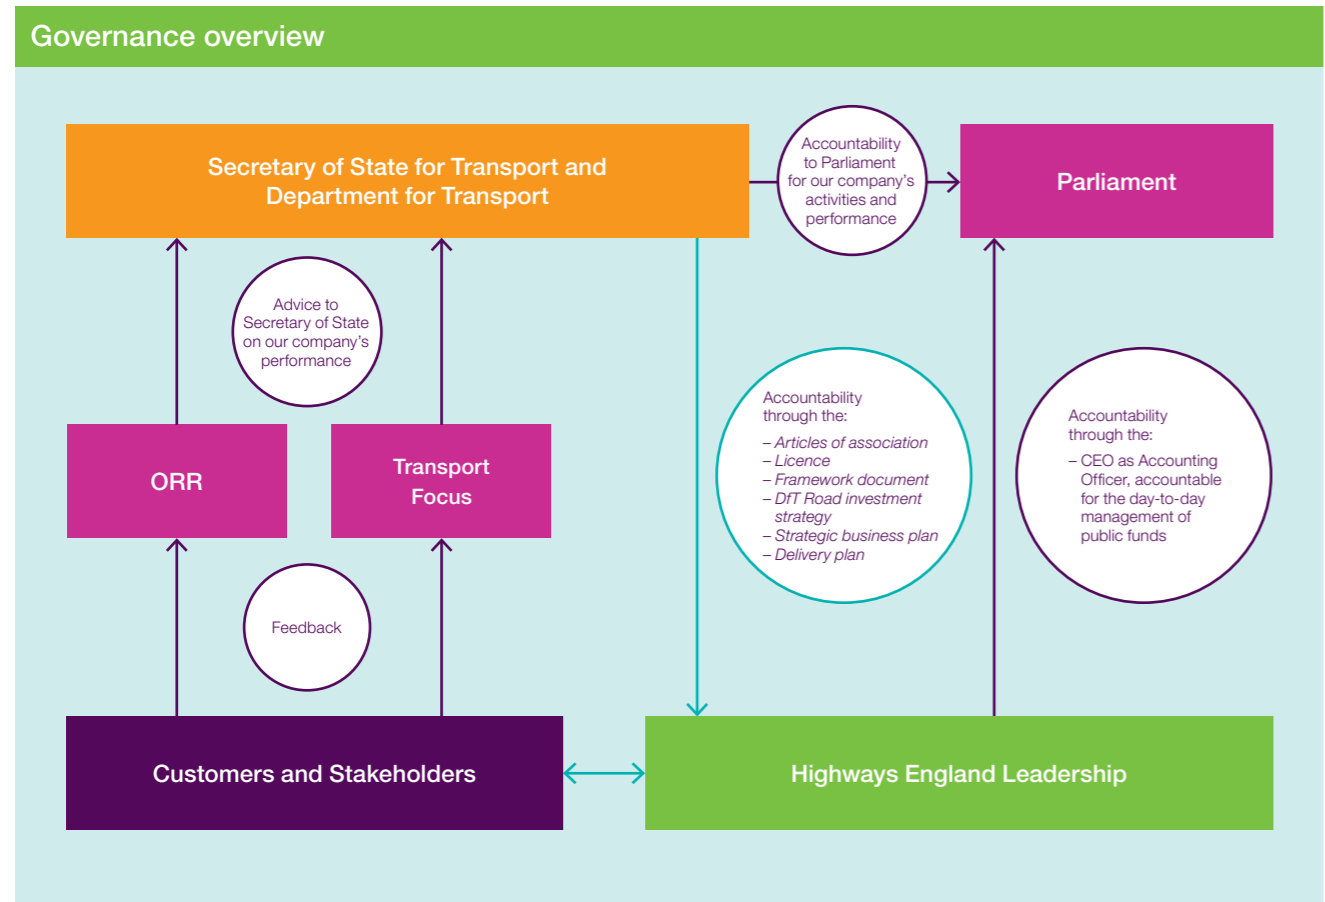 Governance overview
Secretary of State for Transport and
Department for Transport
Accountability
to Parliament
for our company's
activities and
performance
Parliament
Advice to
Secretary of State
on our company's
performance
Accountability
through the:
– Articles of association
– Licence
– Framework document
– DfT Road investment
strategy
– Strategic business plan
– Delivery plan
Accountability
through the:
– CEO as Accounting
Officer, accountable
for the day-to-day
management of
public funds
ORR
Transport
Focus
Feedback
Customers and Stakeholders
Highways England Leadership